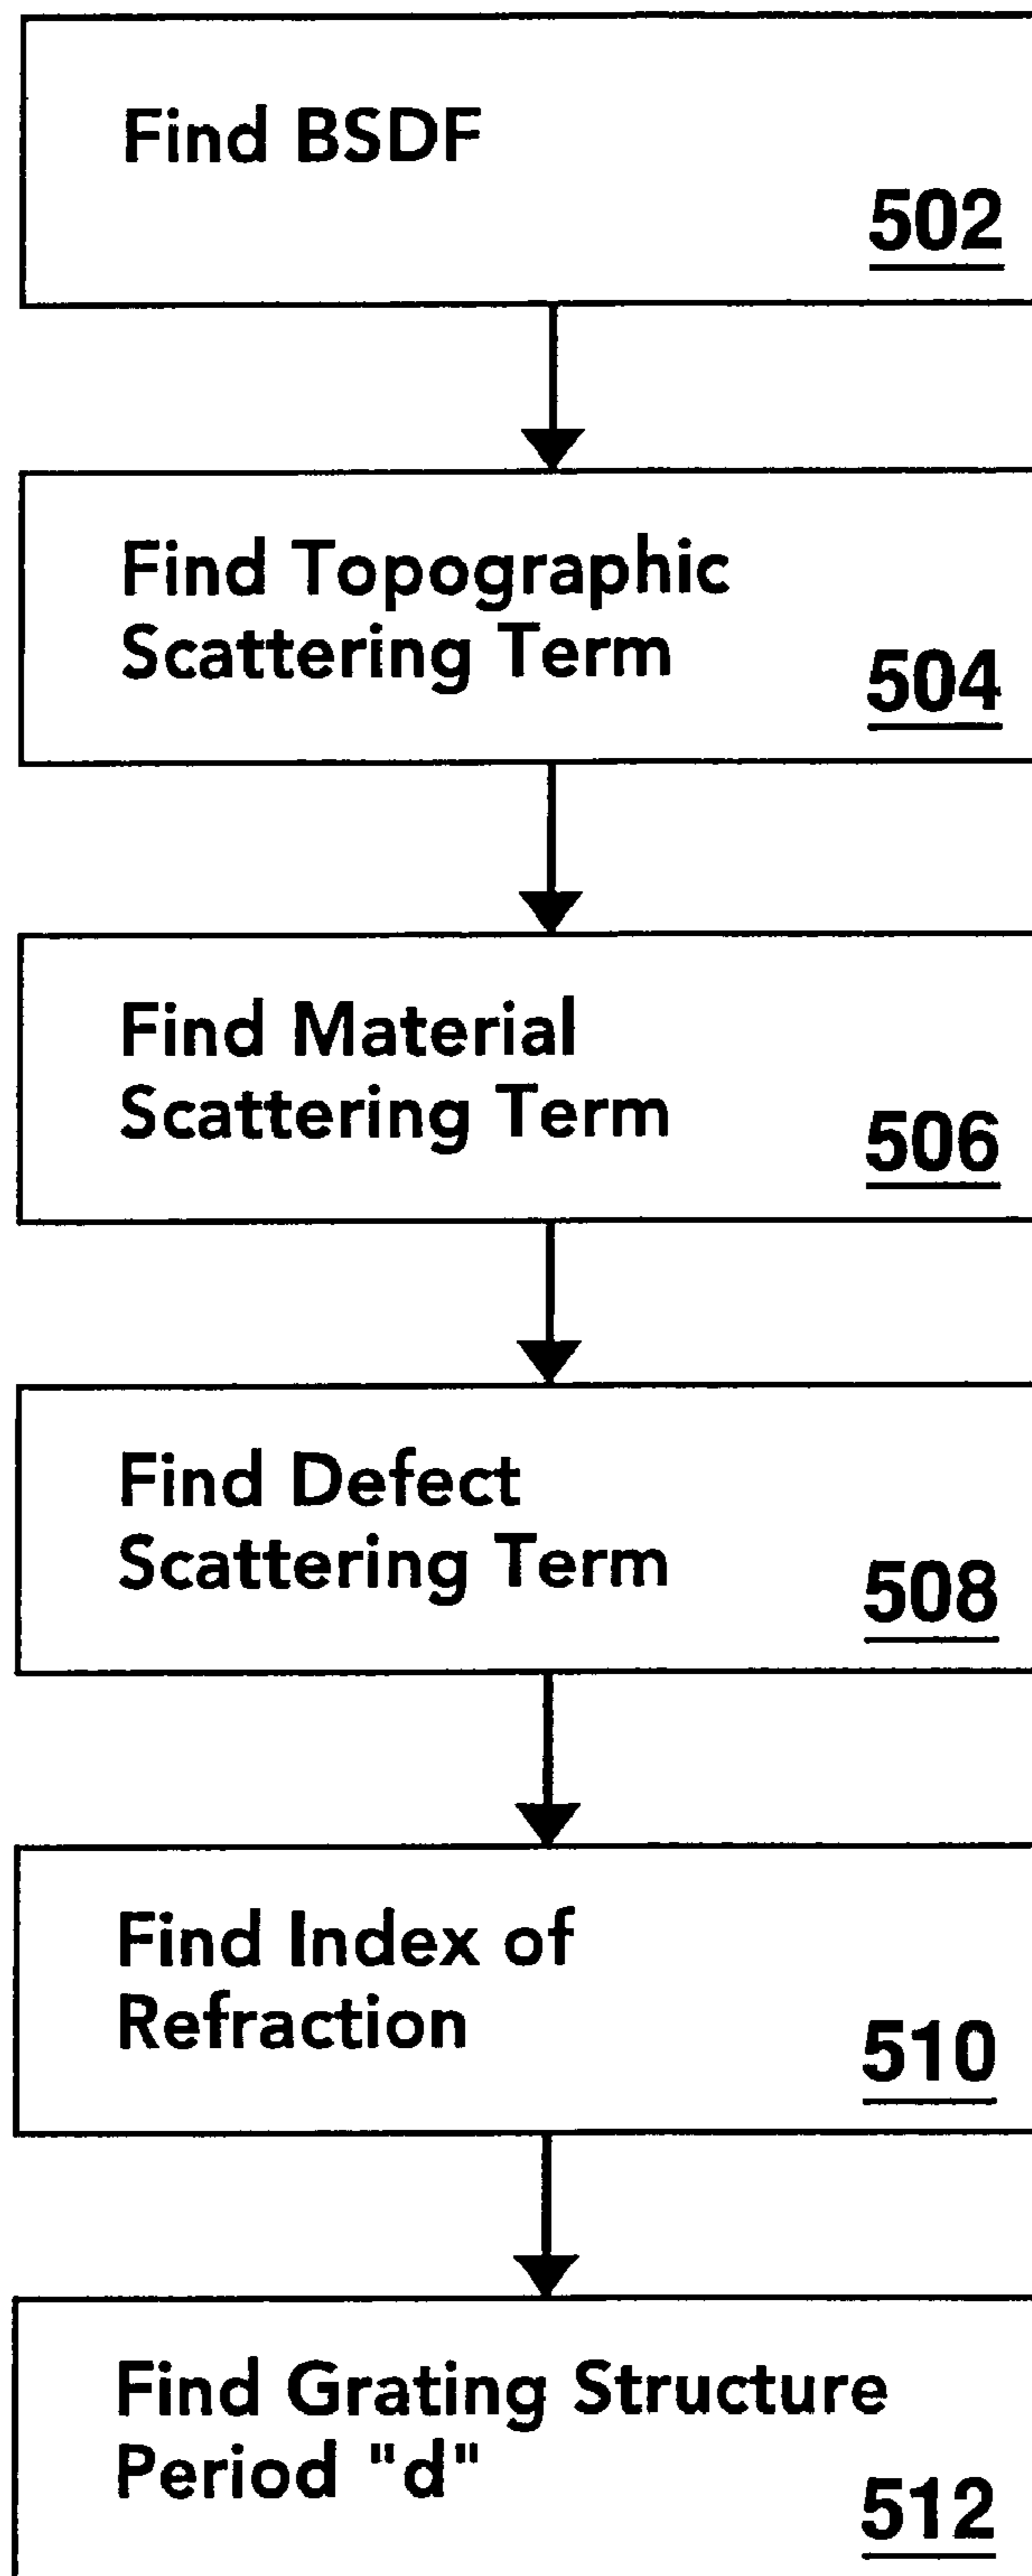 Find BSDF
502
Find Topographic
Scattering Term
504
Find Material
Scattering Term
506
Find Defect
Scattering Term
508
Find Index of
Refraction
510
Find Grating Structure
Period "d"
512